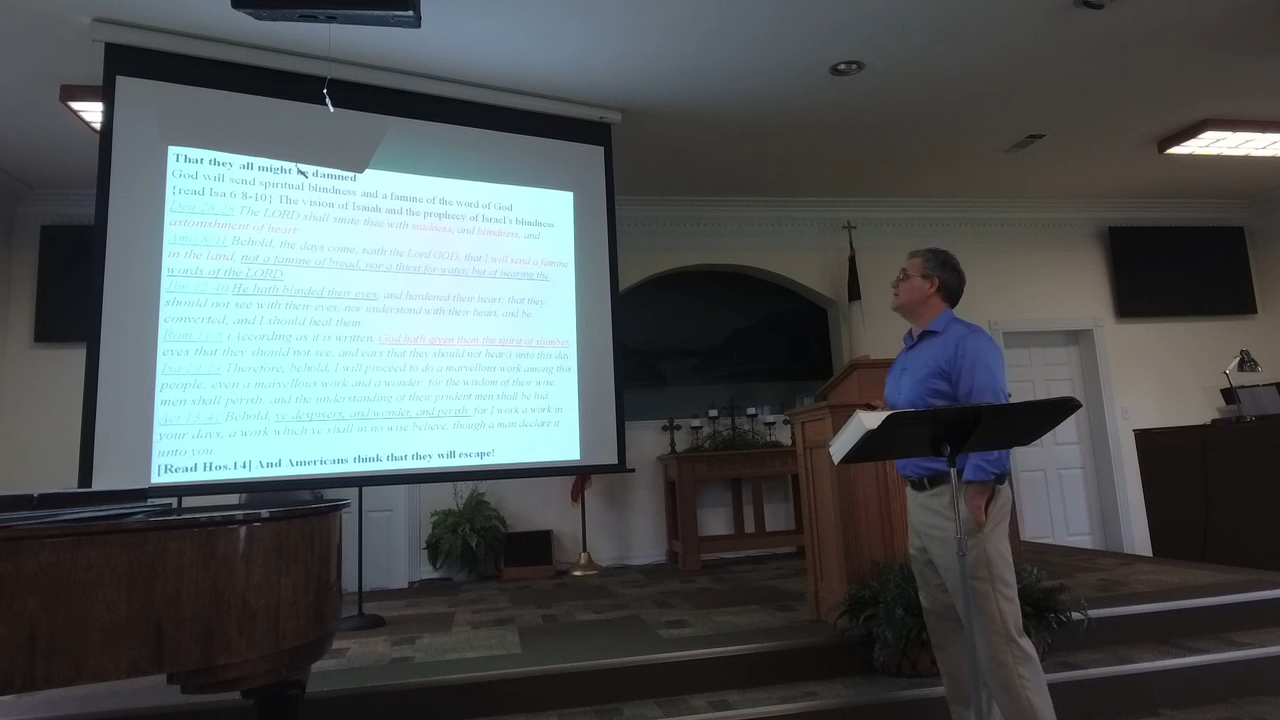 That they all might be damned
God will send spiritual blindness and a famine of the word of God
{read Isa 6:8-10} The vision of Isaiah and the prophecy of Israel's blindness
Deu 28:28 The LORD shall smite thee with madness, and blindness, and
astonishment of heart:
Amo 8:11 Behold, the days come, saith the Lord GOD, that I will send a famine
in the land, not a famine of bread, nor a thirst for water, but of hearing the
words of the LORD:
12:40 He hath blinded their eyes, and hardened their heart; that they
should not see with their eyes, nor understand with their heart, and be
converted, and I should heal them.
Rom (According as it is written, God hath given them the spirit of slumber,
eyes that they should not see, and ears that they should not hear;) unto this day.
Isa 29:14 Therefore, behold, I will proceed to do a marvellous work among this
people, even a marvellous work and a wonder: for the wisdom of their wise
men shall perish, and the understanding of their prudent men shall be hid.
Act 13:41 Behold, ye despisers, and wonder, and perish: for I work a work in
your days, a work which ye shall in no wise believe, though a man declare it
unto you.
[Read Hos.14] And Americans think that they will escape!